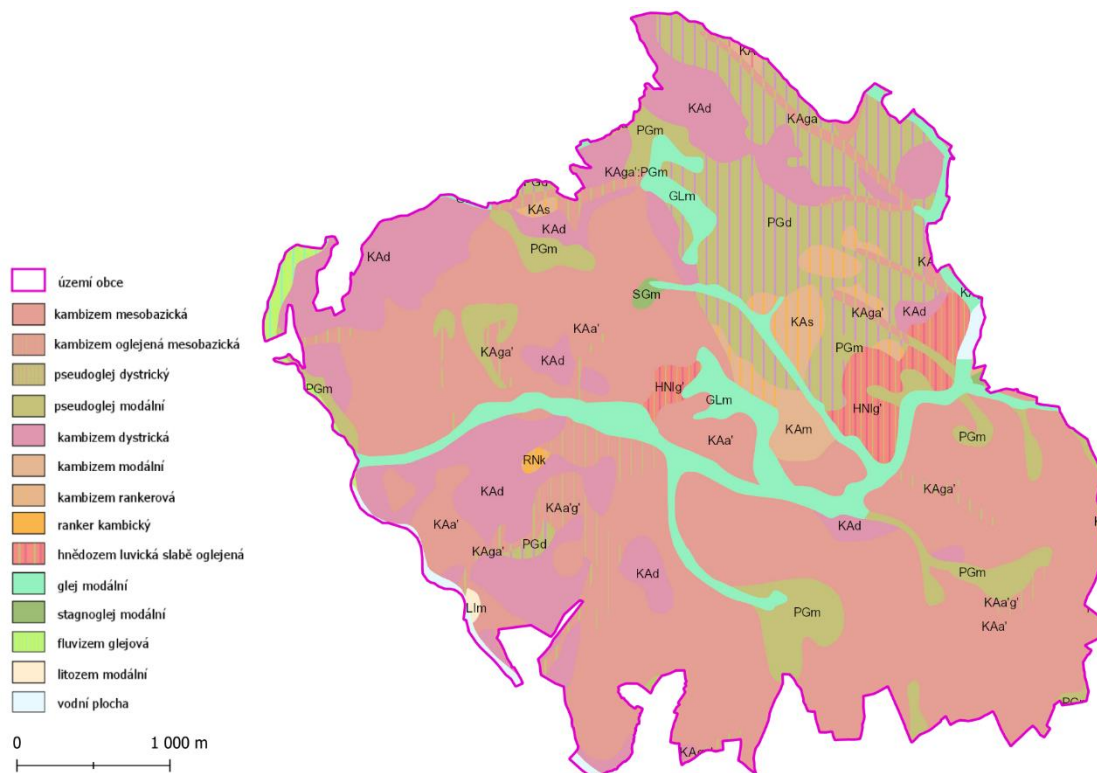 KAd
KAga
PGm
KAga':PGm
GLm
KAs
KAd
PGd
PGm
KAd
SGm
KAs
KAga'
KAd
KAa'
PGm
KAga'
KAd
PGm
HNlg'
GLm
HNlg'
KAm
KAa'
PGm
RNk
KAd
KAga'
KAa'g'
KAa'
KAd
PGd
KAga'
KAd
PGm
LIm
PGm
KAa'g'
KAa'
území obce
kambizem mesobazická
kambizem oglejená mesobazická
pseudoglej dystrický
pseudoglej modální
kambizem dystrická
kambizem modální
kambizem rankerová
ranker kambický
hnědozem luvická slabě oglejená
glej modální
stagnoglej modální
fluvizem glejová
litozem modální
vodní plocha
0 1 000 m